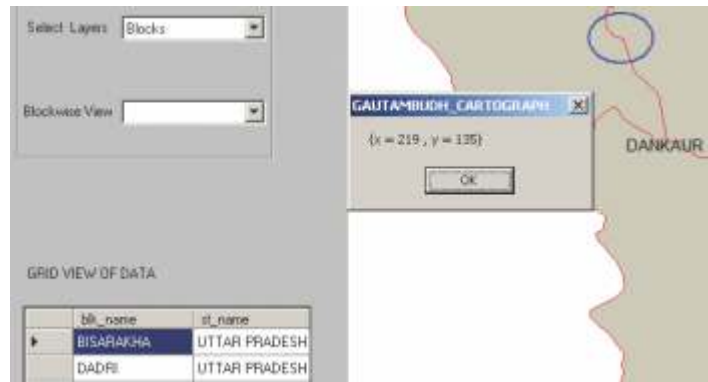 Select Layers Blocks
Blockwise View
GAUTAMBUDH_CARTOGRAPH
{x = 219 , y = 135}
OK
DANKAUR
GRID VIEW OF DATA
blk_name st_name
BISARAKHA UTTAR PRADESH
DADRI UTTAR PRADESH